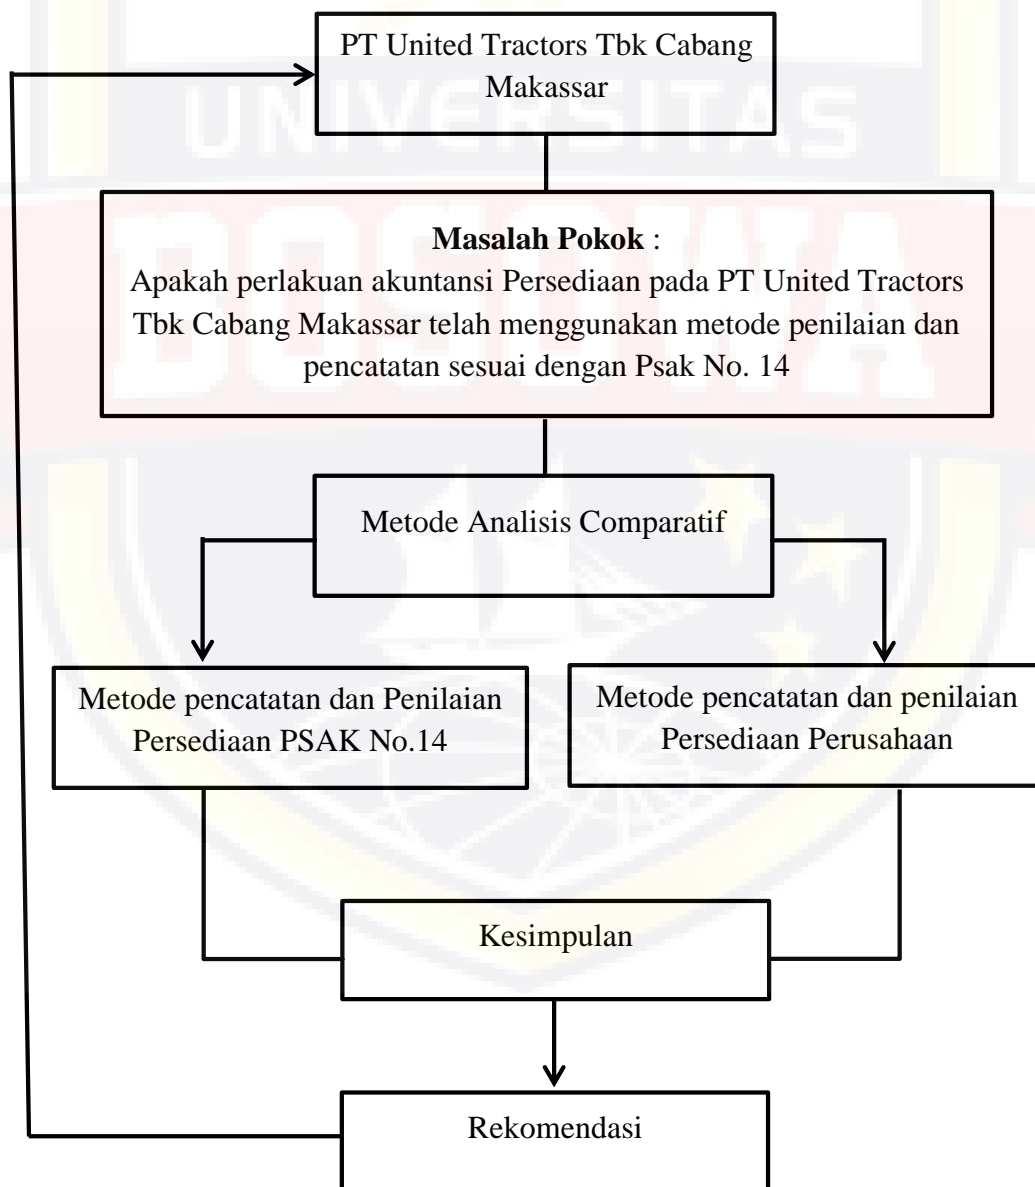 PT United Tractors Tbk Cabang
Makassar
UNIVERSITAS
BOSOWA
Masalah Pokok :
Apakah perlakuan akuntansi Persediaan pada PT United Tractors
Tbk Cabang Makassar telah menggunakan metode penilaian dan
pencatatan sesuai dengan Psak No. 14
Metode Analisis Comparatif
Metode pencatatan dan Penilaian
Persediaan PSAK No.14
Metode pencatatan dan penilaian
Persediaan Perusahaan
Kesimpulan
Rekomendasi